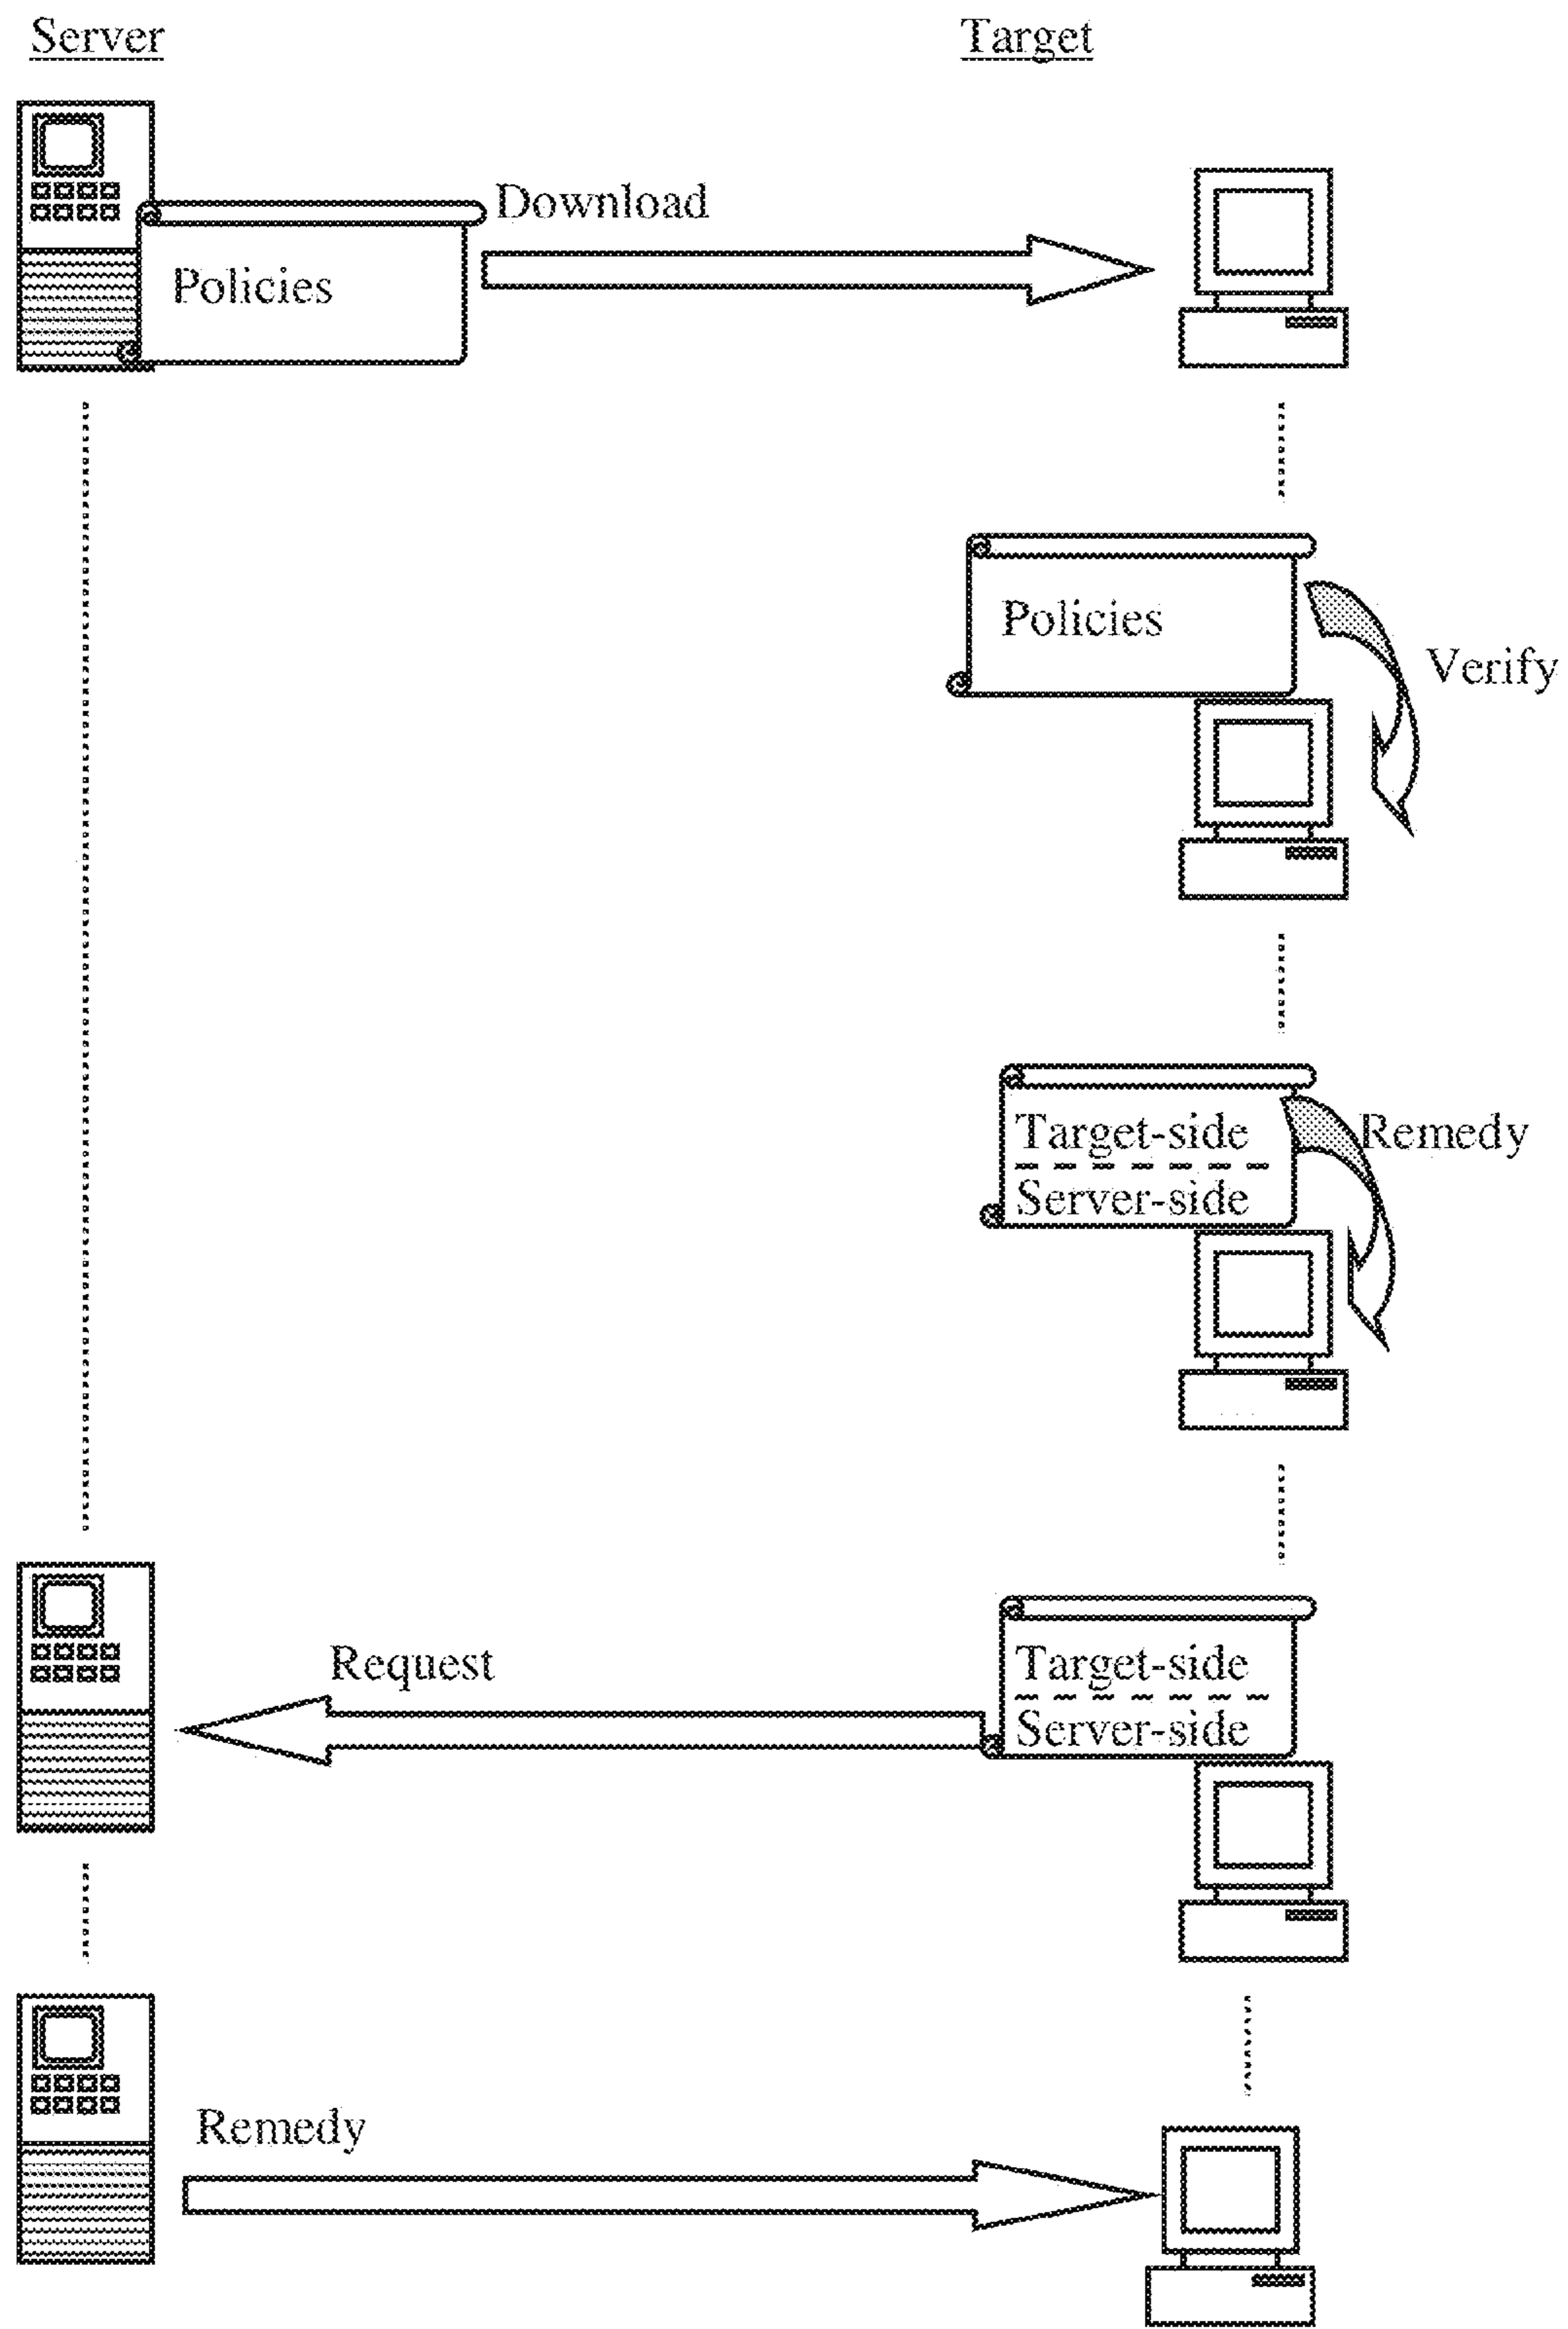 Server
Target
Download
Policies
Policies
Verify
Target-side
Remedy
Server-side
Request
Target-side
Server-side
Remedy